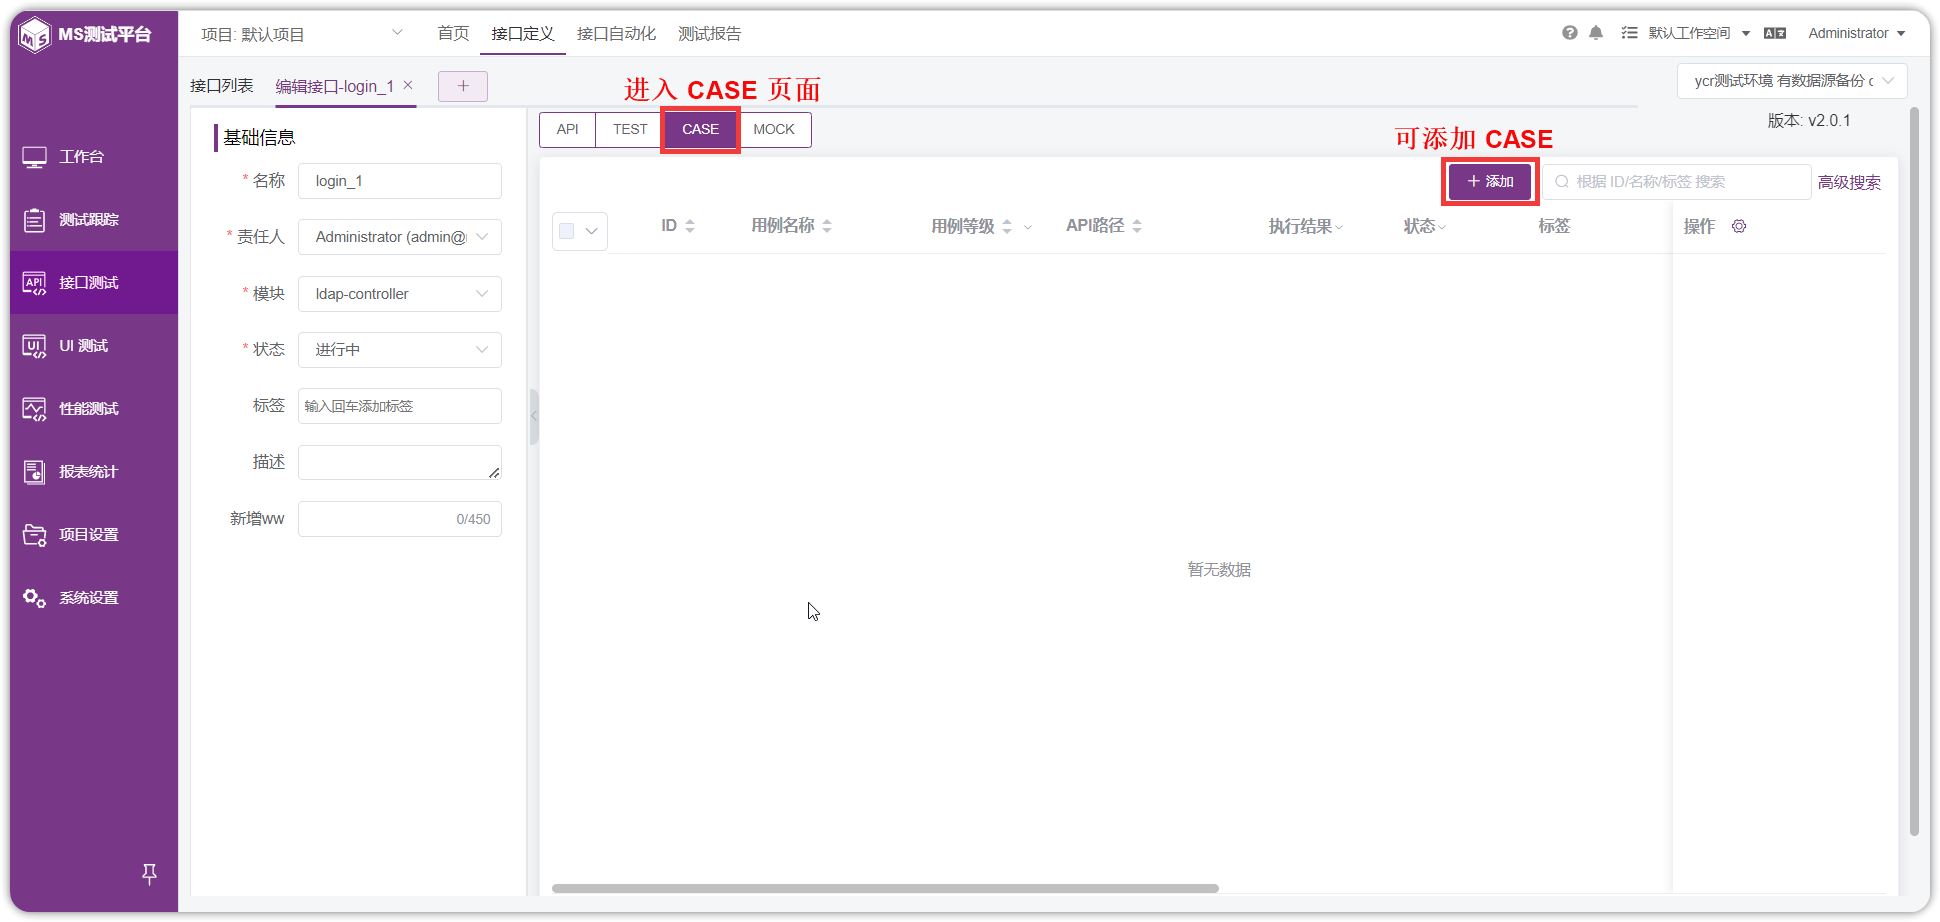 MS测试平台
项目: 默认项目
首页
接口定义
接口自动化
测试报告
默认工作空间
Administrator
工作台
测试跟踪
接口测试
UI 测试
性能测试
报表统计
项目设置
系统设置
接口列表
编辑接口-login_1
进入 CASE 页面
ycr测试环境 有数据源备份 c
版本: v2.0.1
基础信息
* 名称 login_1
* 责任人 Administrator (admin@
* 模块 ldap-controller
* 状态 进行中
标签 输入回车添加标签
描述
新增ww 0/450
API TEST CASE MOCK
可添加 CASE
添加
根据 ID/名称/标签 搜索
高级搜索
ID 用例名称 用例等级 API路径 执行结果 状态 标签 操作
暂无数据